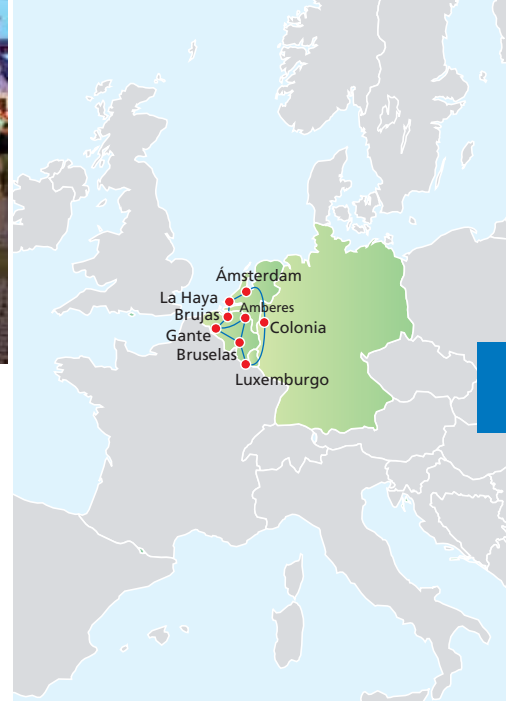 Ámsterdam
La Haya
Amberes
Brujas
Colonia
Gante
Bruselas
Luxemburgo